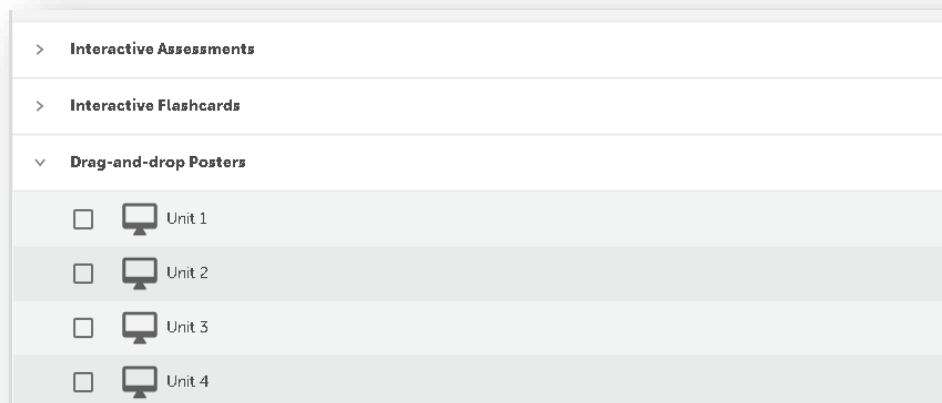 Interactive Assessments
Interactive Flashcards
Drag-and-drop Posters
Unit 1
Unit 2
Unit 3
Unit 4